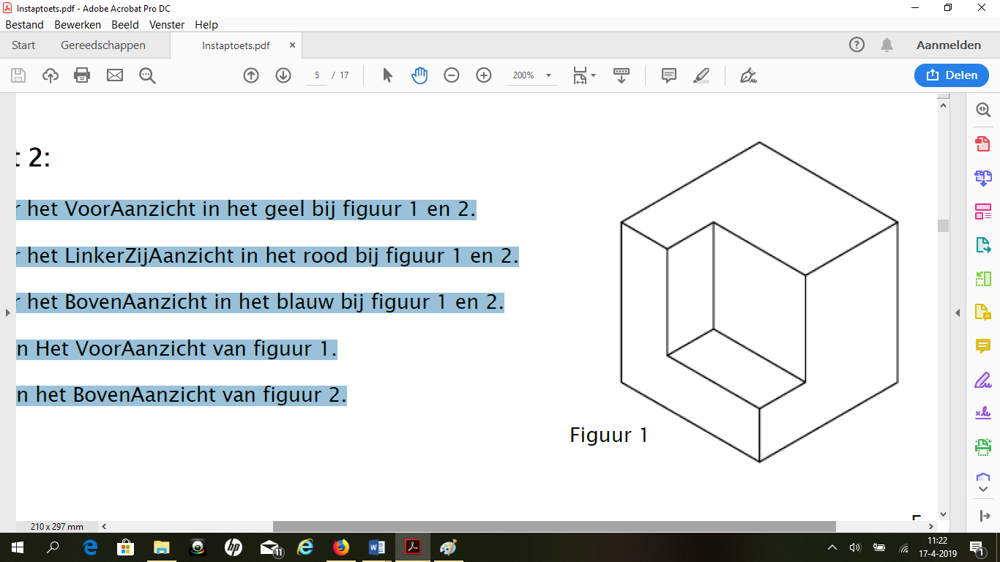 Instaptoets.pdf - Adobe Acrobat Pro DC
Bestand Bewerken Beeld Venster Help
Start Gereedschappen Instaptoets.pdf × Aanmelden
5 / 17 200% Delen
2:
het VoorAanzicht in het geel bij figuur 1 en 2.
het LinkerZijAanzicht in het rood bij figuur 1 en 2.
het BovenAanzicht in het blauw bij figuur 1 en 2.
n Het VoorAanzicht van figuur 1.
n het BovenAanzicht van figuur 2.
Figuur 1
210 x 297 mm
11
11:22
17-4-2019
1